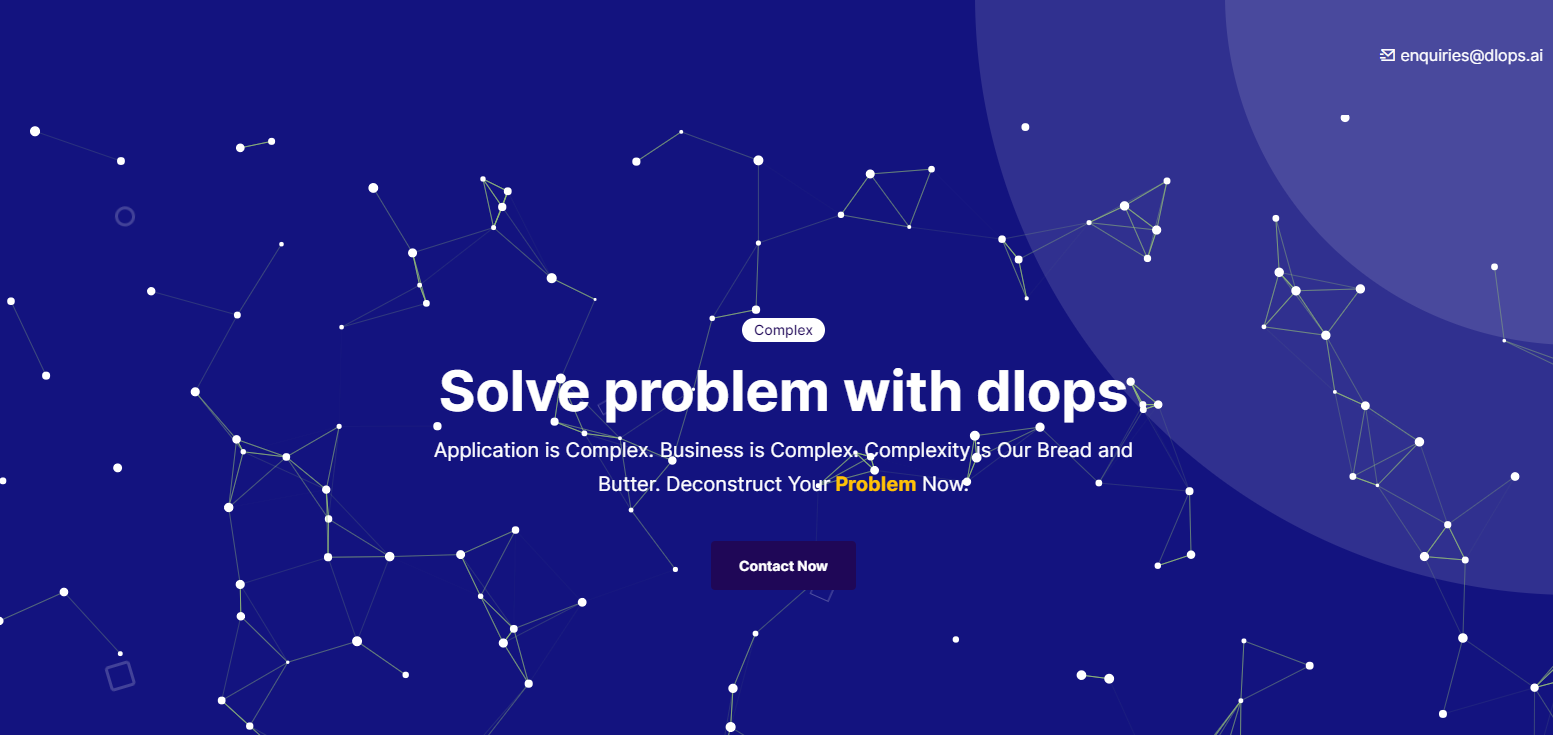 enquiries@dlops.ai
Complex
Solve problem with dlops
Application is Complex. Business is Complex. Complexity is Our Bread and
Butter. Deconstruct Your Problem Now.
Contact Now